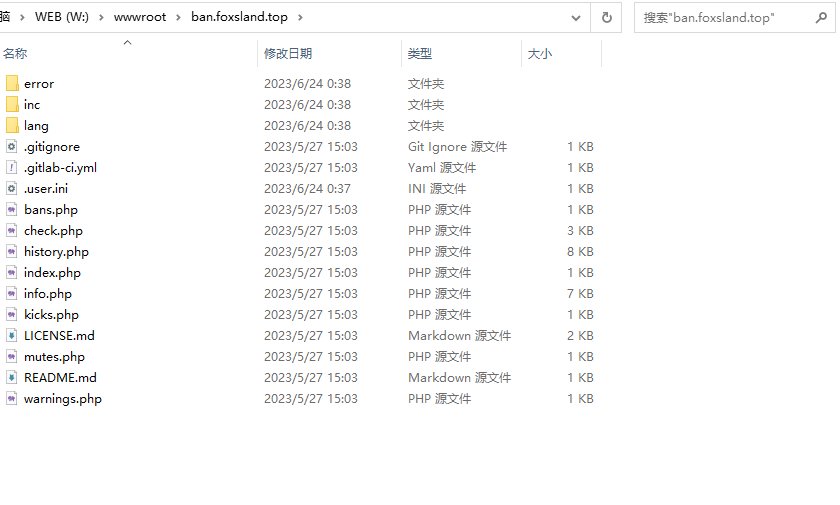 脑 › WEB (W:) › wwwroot › ban.foxsland.top › 搜索"ban.foxsland.top"
名称 修改日期 类型 大小
error 2023/6/24 0:38 文件夹
inc 2023/6/24 0:38 文件夹
lang 2023/6/24 0:38 文件夹
.gitignore 2023/5/27 15:03 Git Ignore 源文件 1 KB
.gitlab-ci.yml 2023/5/27 15:03 Yaml 源文件 1 KB
.user.ini 2023/6/24 0:37 INI 源文件 1 KB
bans.php 2023/5/27 15:03 PHP 源文件 1 KB
check.php 2023/5/27 15:03 PHP 源文件 3 KB
history.php 2023/5/27 15:03 PHP 源文件 8 KB
index.php 2023/5/27 15:03 PHP 源文件 1 KB
info.php 2023/5/27 15:03 PHP 源文件 7 KB
kicks.php 2023/5/27 15:03 PHP 源文件 1 KB
LICENSE.md 2023/5/27 15:03 Markdown 源文件 2 KB
mutes.php 2023/5/27 15:03 PHP 源文件 1 KB
README.md 2023/5/27 15:03 Markdown 源文件 1 KB
warnings.php 2023/5/27 15:03 PHP 源文件 1 KB